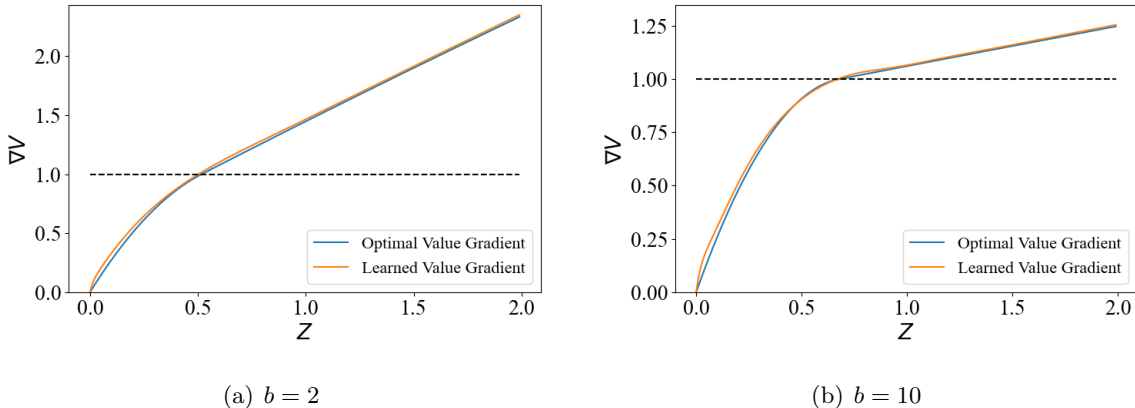 2.0
1.5
1.0
0.5
0.0
∇V
0.0 0.5 1.0 1.5 2.0
Z
Optimal Value Gradient
Learned Value Gradient
(a) b = 2
1.25
1.00
0.75
0.50
0.25
0.00
∇V
0.0 0.5 1.0 1.5 2.0
Z
Optimal Value Gradient
Learned Value Gradient
(b) b = 10